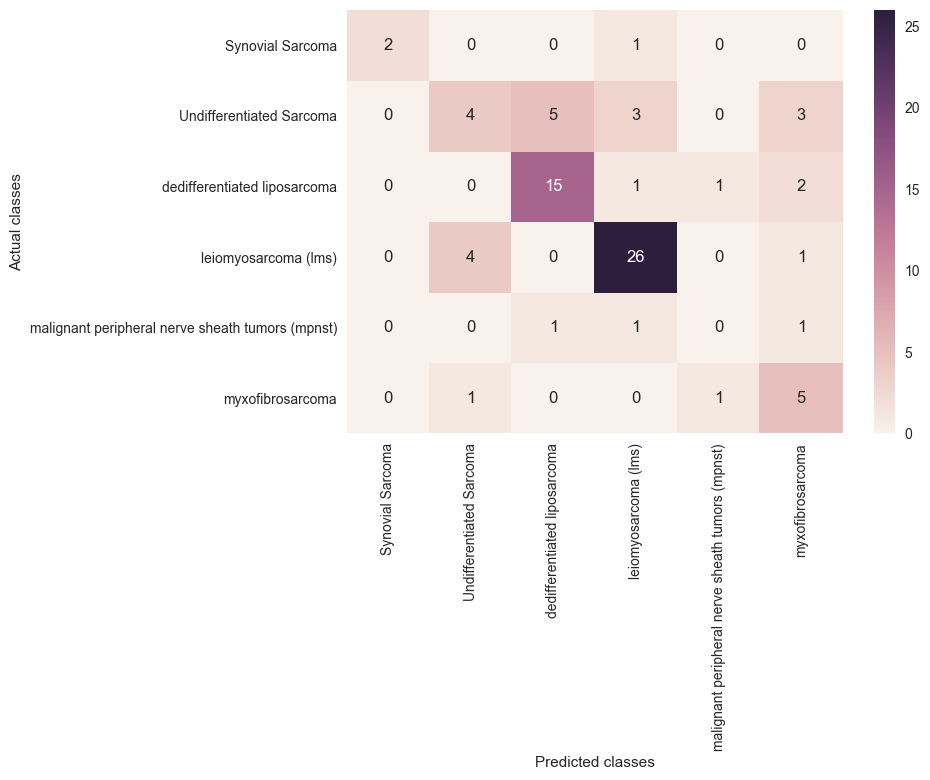 Actual classes
Synovial Sarcoma 2 0 0 1 0 0
Undifferentiated Sarcoma 0 4 5 3 0 3
dedifferentiated liposarcoma 0 0 15 1 1 2
leiomyosarcoma (lms) 0 4 0 26 0 1
malignant peripheral nerve sheath tumors (mpnst) 0 0 1 1 0 1
myxofibrosarcoma 0 1 0 0 1 5
Synovial Sarcoma
Undifferentiated Sarcoma
dedifferentiated liposarcoma
leiomyosarcoma (lms)
malignant peripheral nerve sheath tumors (mpnst)
myxofibrosarcoma
Predicted classes
25
20
15
10
5
0